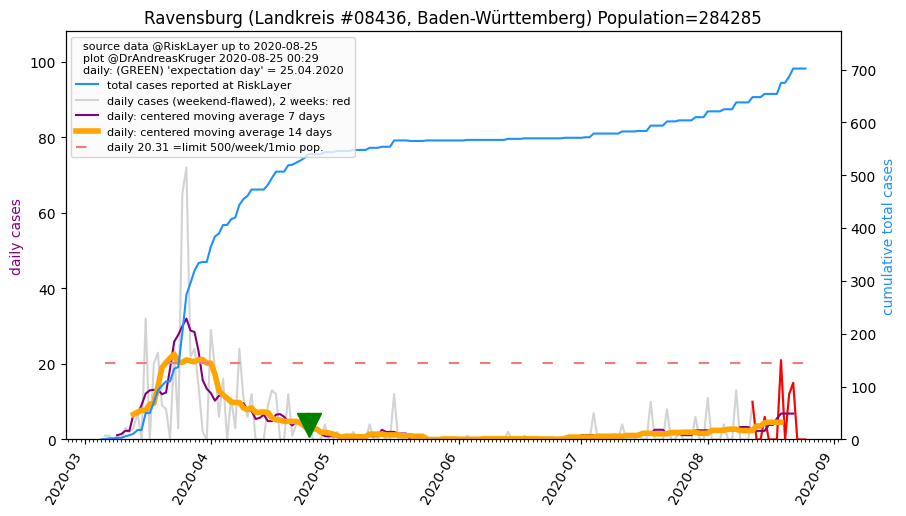 Ravensburg (Landkreis #08436, Baden-Württemberg) Population=284285
source data @RiskLayer up to 2020-08-25
plot @DrAndreasKruger 2020-08-25 00:29
daily: (GREEN) 'expectation day' = 25.04.2020
total cases reported at RiskLayer
daily cases (weekend-flawed), 2 weeks: red
daily: centered moving average 7 days
daily: centered moving average 14 days
daily 20.31 =limit 500/week/1mio pop.
daily cases
100
80
60
40
20
0
cumulative total cases
700
600
500
400
300
200
100
0
2020-03
2020-04
2020-05
2020-06
2020-07
2020-08
2020-09